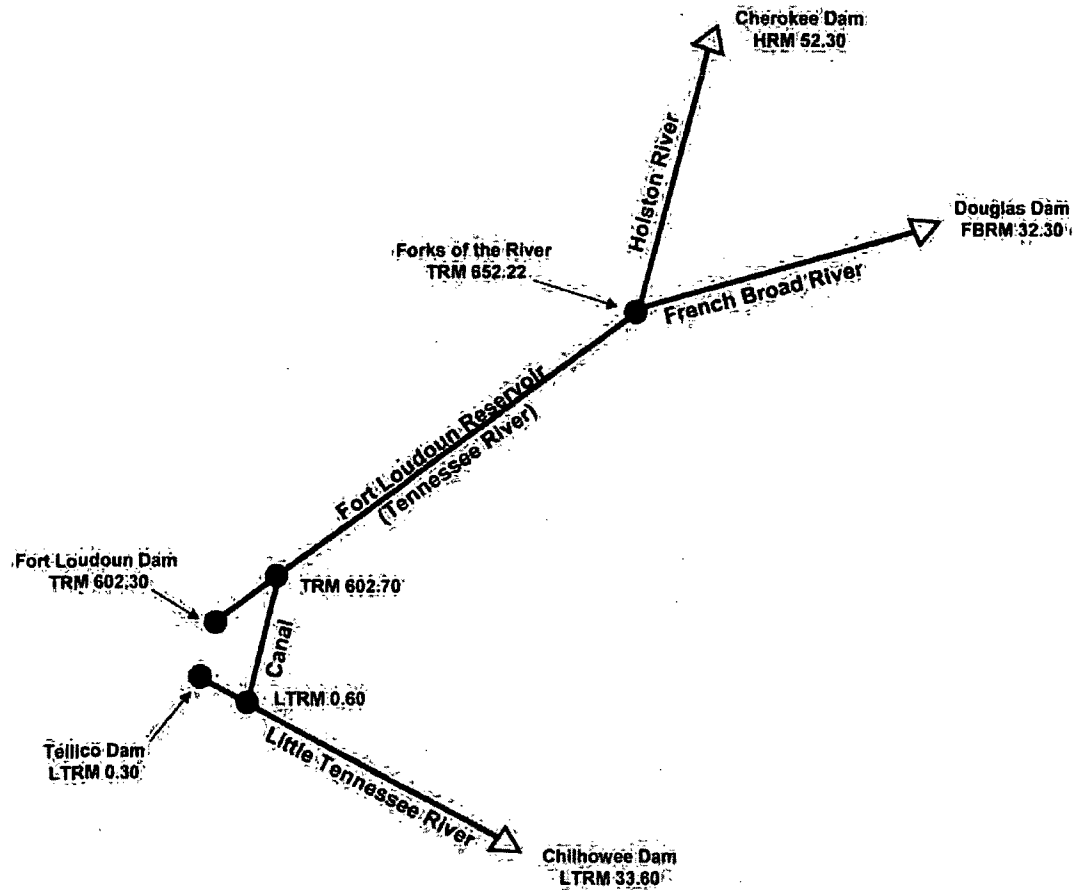 Cherokee Dam
HRM 52.30
Holston River
Douglas Dam
FBRM 32.30
Forks of the River
TRM 652.22
French Broad River
Fort Loudoun Reservoir
(Tennessee River)
Fort Loudoun Dam
TRM 602.30
TRM 602.70
Canal
LTRM 0.60
Tellico Dam
LTRM 0.30
Little Tennessee River
Chilhowee Dam
LTRM 33.60